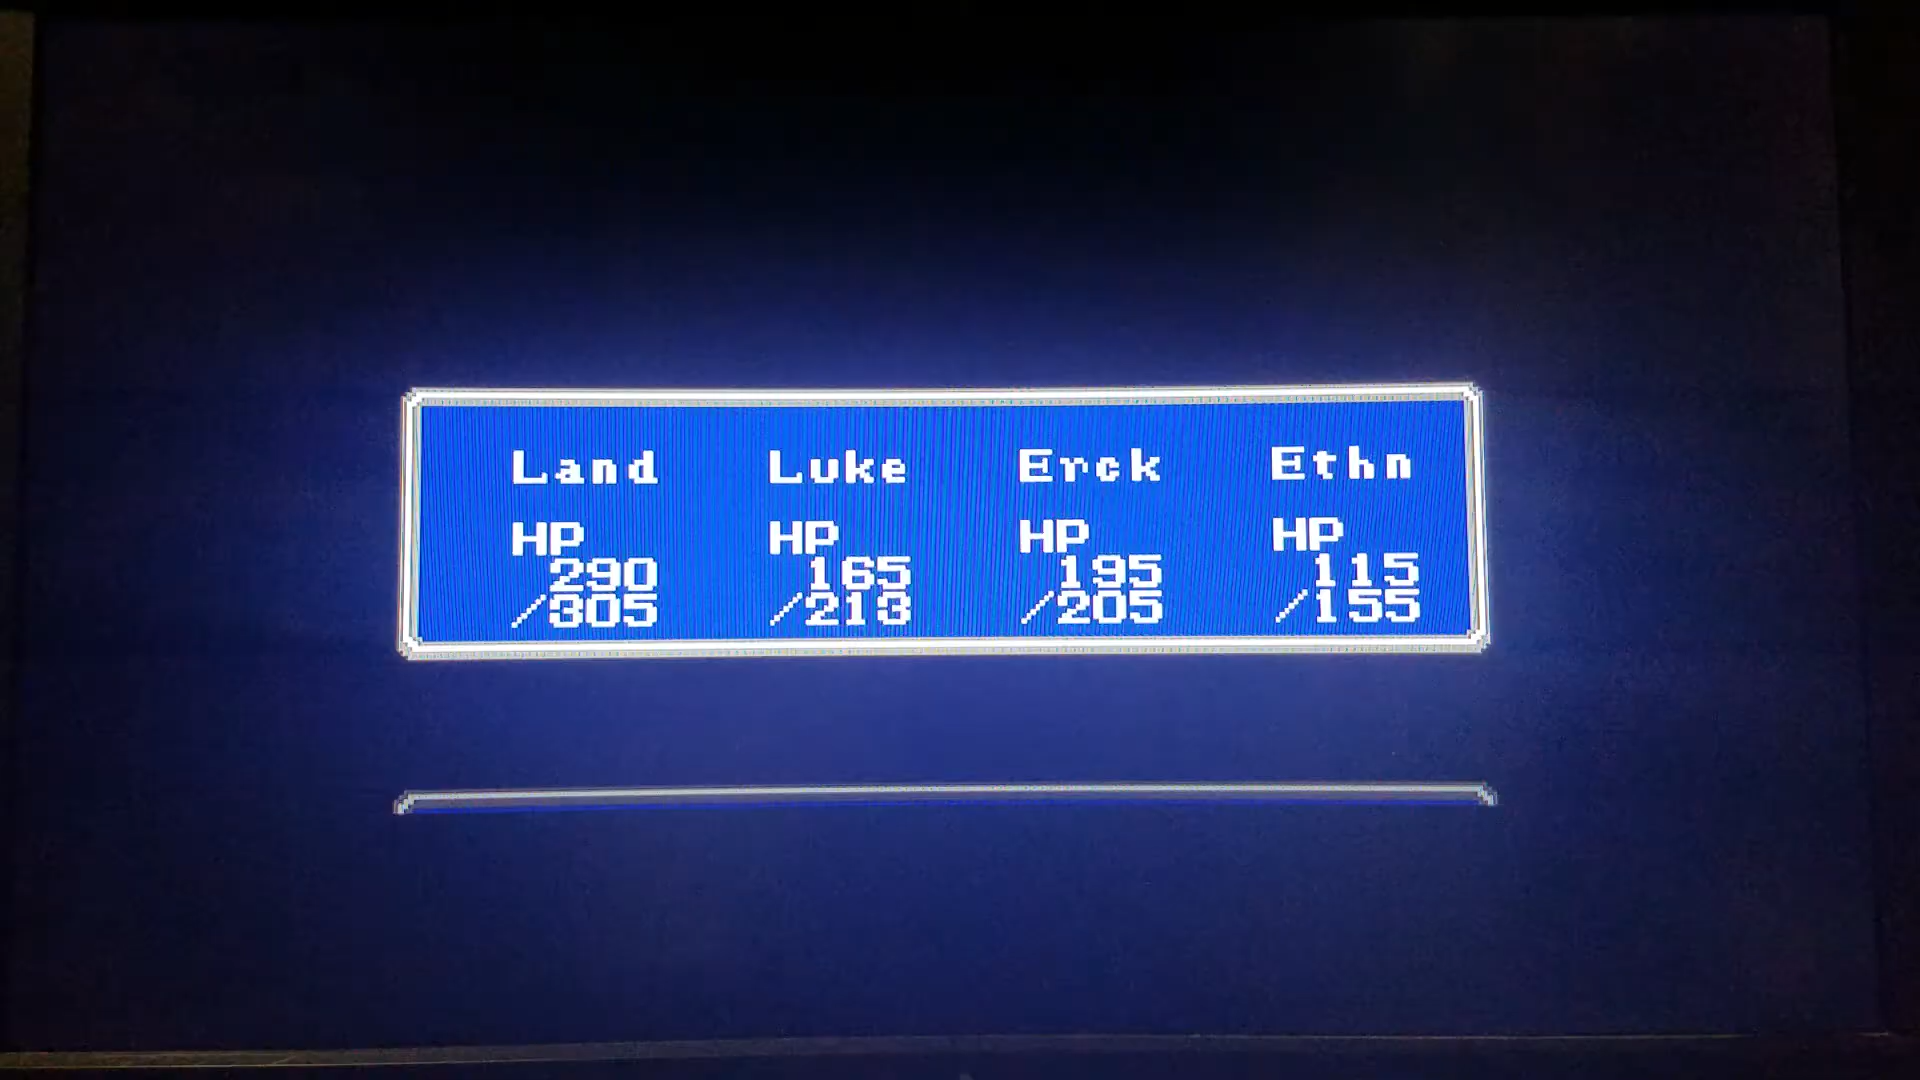 Land Luke Erck Ethn
HP HP HP HP
290 165 195 115
/305 /213 /205 /155